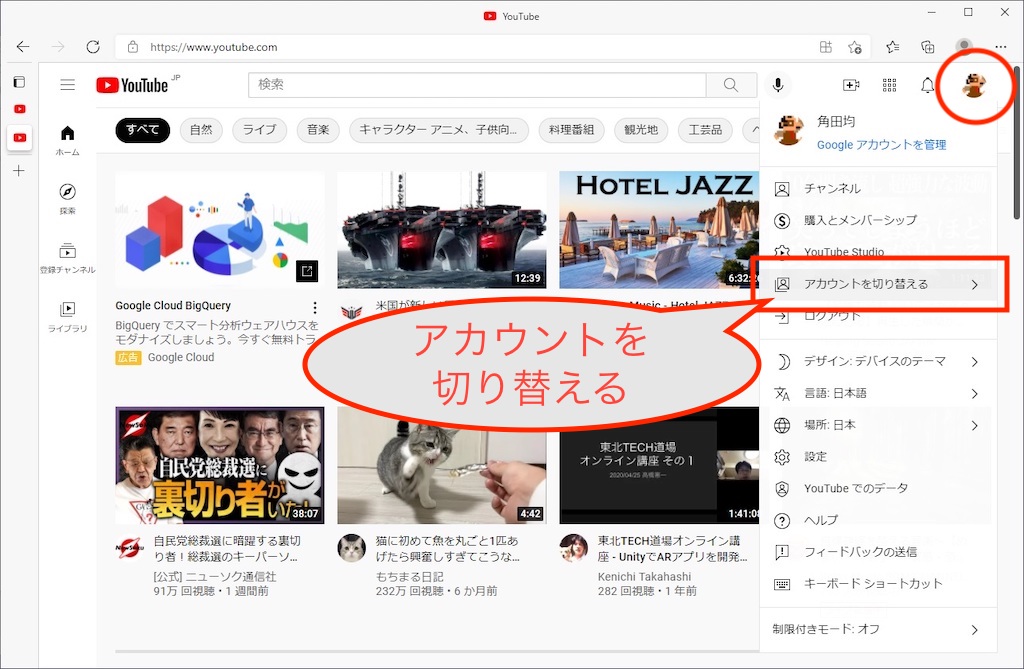 YouTube
https://www.youtube.com
YouTube JP
検索
角田均
Google アカウントを管理
すべて
自然
ライブ
音楽
キャラクター アニメ、子供向...
料理番組
観光地
工芸品
ホーム
探索
登録チャンネル
ライブラリ
チャンネル
購入とメンバーシップ
YouTube Studio
アカウントを切り替える
ログアウト
デザイン: デバイスのテーマ
言語: 日本語
場所: 日本
設定
YouTube でのデータ
ヘルプ
フィードバックの送信
キーボード ショートカット
制限付きモード: オフ
12:39
HOTEL JAZZ
6:32:
Google Cloud BigQuery
BigQuery でスマート分析ウェアハウスを
モダナイズしましょう。今すぐ無料トラ
広告 Google Cloud
米国が新し
Music - Hotel JAZZ
アカウントを
切り替える
自民党総裁選に
裏切り者が
いた
38:07
4:42
東北TECH道場
オンライン講座 その1
2020/04/25 高橋憲一
1:41:08
自民党総裁選に暗躍する裏切
り者！総裁選のキーパーソ...
[公式] ニューソク通信社
91万 回視聴・1 週間前
猫に初めて魚を丸ごと1匹あ
げたら興奮しすぎてこうな...
もちまる日記
232万 回視聴・6 か月前
東北TECH道場オンライン講
座 - UnityでARアプリを開発...
Kenichi Takahashi
282 回視聴・1 年前